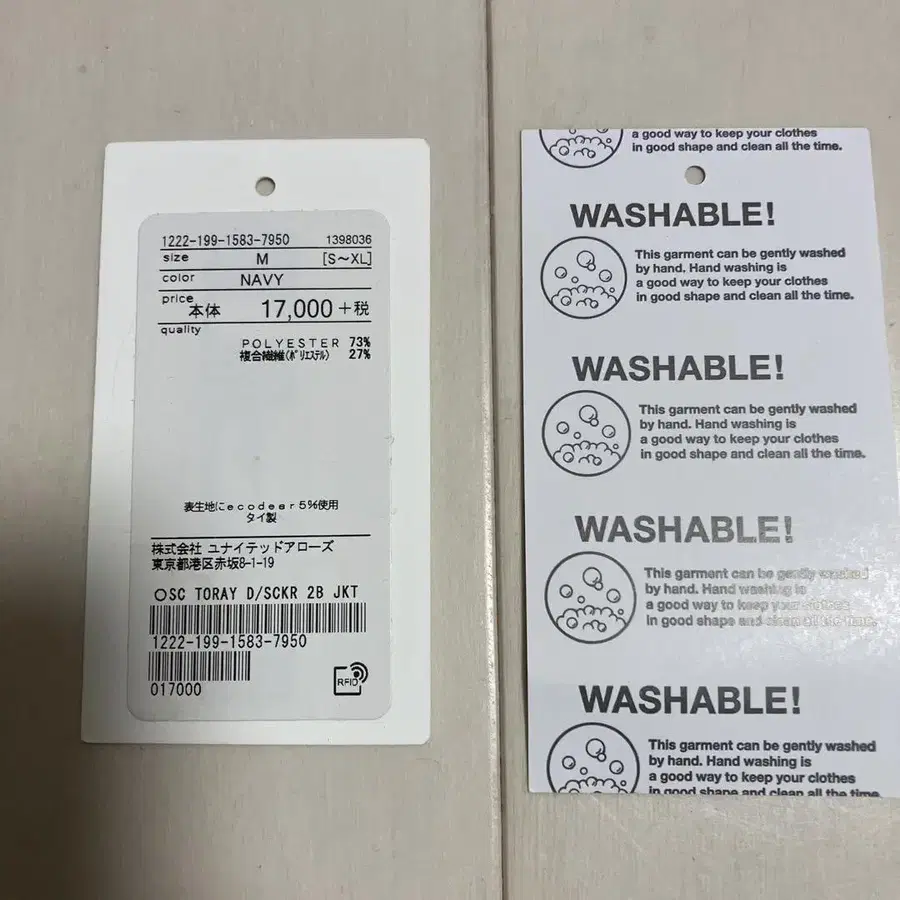 1222-199-1583-7950 1398036
size M [S～XL]
color NAVY
price 本体 17,000 +税
quality
POLYESTER 73%
複合繊維(ﾎﾟﾘｴｽﾃﾙ) 27%
表生地にecodear5%使用
タイ製
株式会社 ユナイテッドアローズ
東京都港区赤坂8-1-19
○SC TORAY D/SCKR 2B JKT
1222-199-1583-7950
017000
RFID
a good way to keep your clothes
in good shape and clean all the time.
WASHABLE!
This garment can be gently washed
by hand. Hand washing is
a good way to keep your clothes
in good shape and clean all the time.
WASHABLE!
This garment can be gently washed
by hand. Hand washing is
a good way to keep your clothes
in good shape and clean all the time.
WASHABLE!
This garment can be gently washed
by hand. Hand washing is
a good way to keep your clothes
in good shape and clean all the time.
WASHABLE!
This garment can be gently washed
by hand. Hand washing is
a good way to keep your clothes
in good shape and clean all the time.